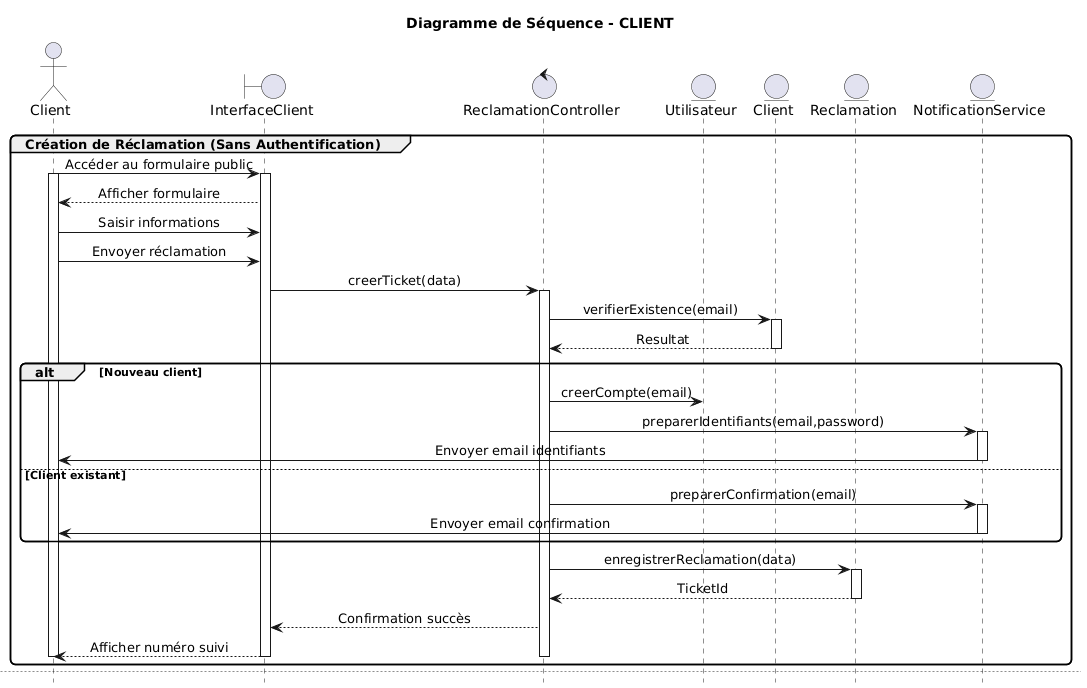 Diagramme de Séquence - CLIENT
Client
InterfaceClient
ReclamationController
Utilisateur
Client
Reclamation
NotificationService
Création de Réclamation (Sans Authentification)
Accéder au formulaire public
Afficher formulaire
Saisir informations
Envoyer réclamation
creerTicket(data)
verifierExistence(email)
Resultat
alt [Nouveau client]
creerCompte(email)
preparerIdentifiants(email,password)
Envoyer email identifiants
[Client existant]
preparerConfirmation(email)
Envoyer email confirmation
enregistrerReclamation(data)
TicketId
Confirmation succès
Afficher numéro suivi